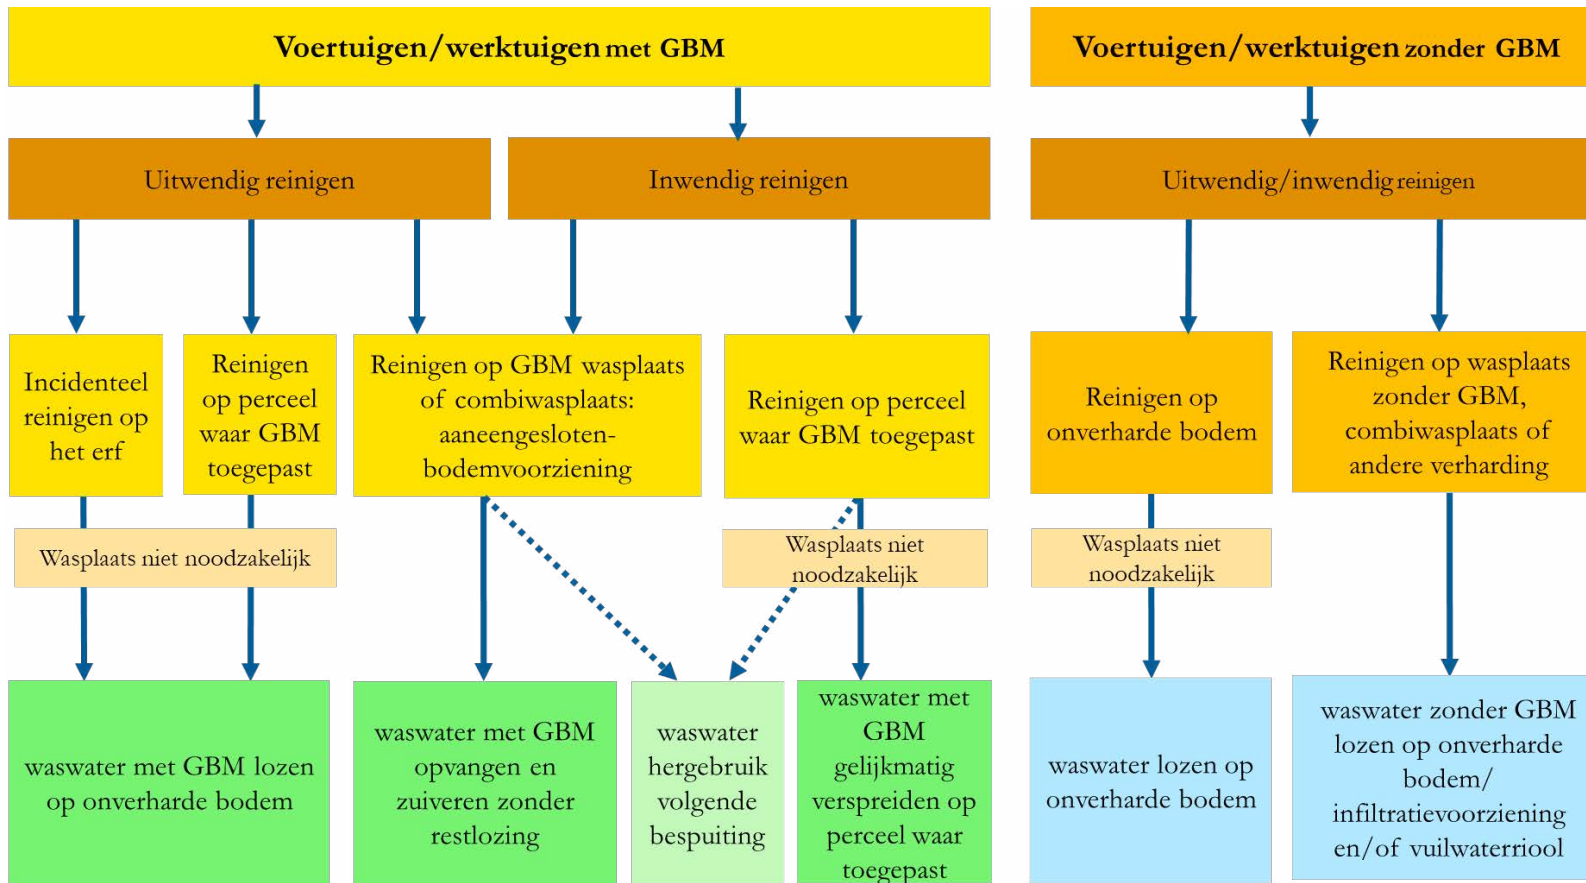 Voertuigen/werktuigen met GBM
Voertuigen/werktuigen zonder GBM
Uitwendig reinigen
Inwendig reinigen
Uitwendig/inwendig reinigen
Incidenteel
reinigen op
het erf
Reinigen
op perceel
waar GBM
toegepast
Reinigen op GBM wasplaats
of combiwasplaats:
aaneengesloten-
bodemvoorziening
Reinigen op perceel
waar GBM toegepast
Reinigen op
onverharde bodem
Reinigen op wasplaats
zonder GBM,
combiwasplaats of
andere verharding
Wasplaats niet noodzakelijk
Wasplaats niet
noodzakelijk
Wasplaats niet
noodzakelijk
waswater met GBM lozen
op onverharde bodem
waswater met GBM
opvangen en
zuiveren zonder
restlozing
waswater
hergebruik
volgende
bespuiting
waswater met
GBM
gelijkmatig
verspreiden op
perceel waar
toegepast
waswater lozen op
onverharde bodem
waswater zonder GBM
lozen op onverharde
bodem/
infiltratievoorziening
en/of vuilwaterriool